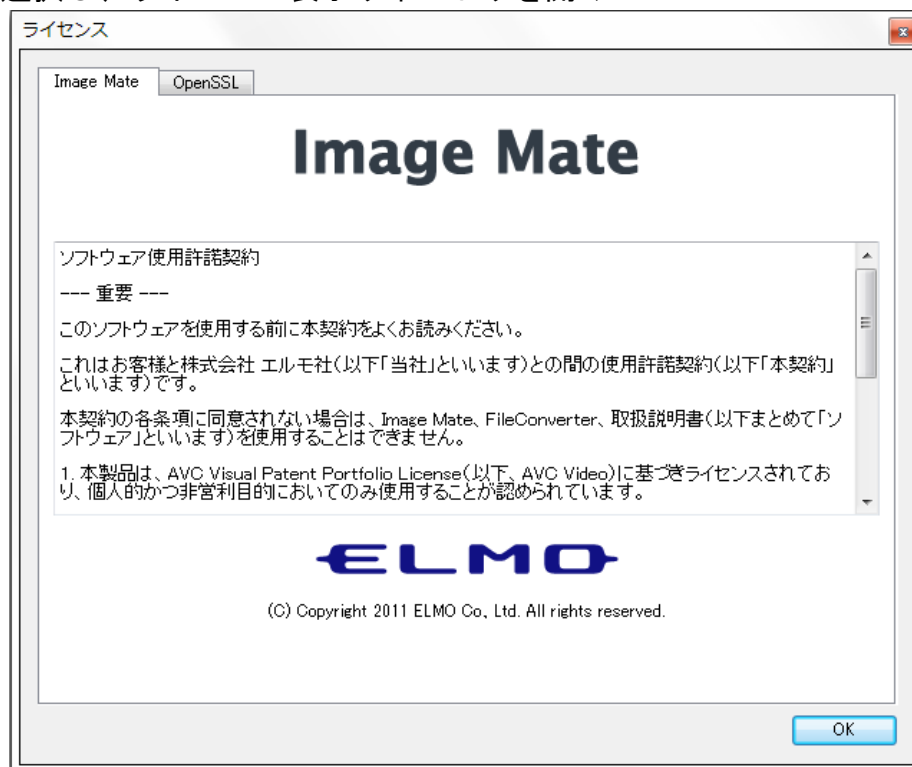 ライセンス
Image Mate
OpenSSL
Image Mate
ソフトウェア使用許諾契約
--- 重要 ---
このソフトウェアを使用する前に本契約をよくお読みください。
これはお客様と株式会社 エルモ社(以下「当社」といいます)との間の使用許諾契約(以下「本契約」
といいます)です。
本契約の各条項に同意されない場合は、Image Mate、FileConverter、取扱説明書(以下まとめて「ソ
フトウェア」といいます)を使用することはできません。
1. 本製品は、AVC Visual Patent Portfolio License(以下、AVC Video)に基づきライセンスされてお
り、個人的かつ非営利目的においてのみ使用することが認められています。
ELMO
(C) Copyright 2011 ELMO Co., Ltd. All rights reserved.
OK